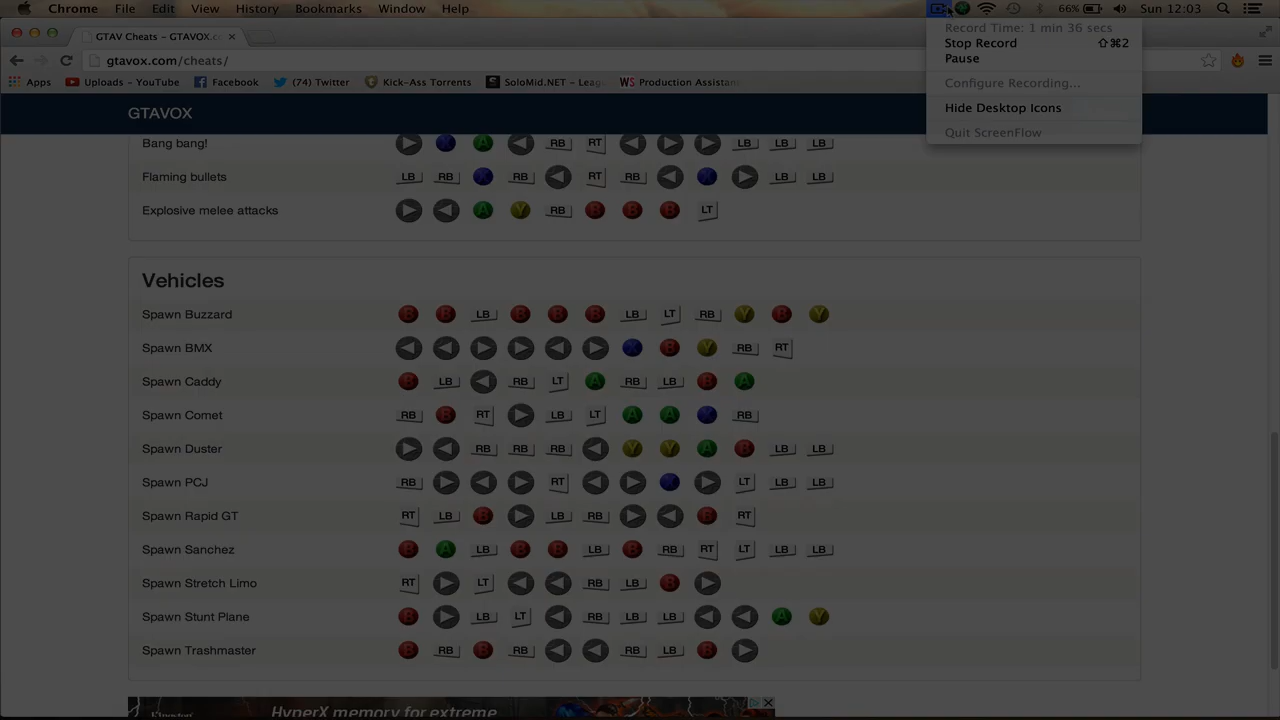 Chrome File Edit View History Bookmarks Window Help 66% Sun 12:03
GTAV Cheats – GTAVOX.c
Record Time: 1 min 36 secs
Stop Record ⇧⌘2
Pause
Configure Recording...
Hide Desktop Icons
Quit ScreenFlow
gtavox.com/cheats/
Apps Uploads - YouTube Facebook (74) Twitter Kick-Ass Torrents SoloMid.NET - Leag WS Production Assistan
GTAVOX
Bang bang! X A RB RT LB LB LB
Flaming bullets LB RB X RB RT RB X LB LB
Explosive melee attacks A Y RB B B B LT
Vehicles
Spawn Buzzard B B LB B B B LB LT RB Y B Y
Spawn BMX X B Y RB RT
Spawn Caddy B LB RB LT A RB LB B A
Spawn Comet RB B RT LB LT A A X RB
Spawn Duster RB RB RB Y Y A B LB LB
Spawn PCJ RB RT X LT LB LB
Spawn Rapid GT RT LB B LB RB B RT
Spawn Sanchez B A LB B B LB B RB RT LT LB LB
Spawn Stretch Limo RT LT RB LB B
Spawn Stunt Plane B LB LT RB LB LB A Y
Spawn Trashmaster B RB B RB RB LB B
HyperX memory for extreme